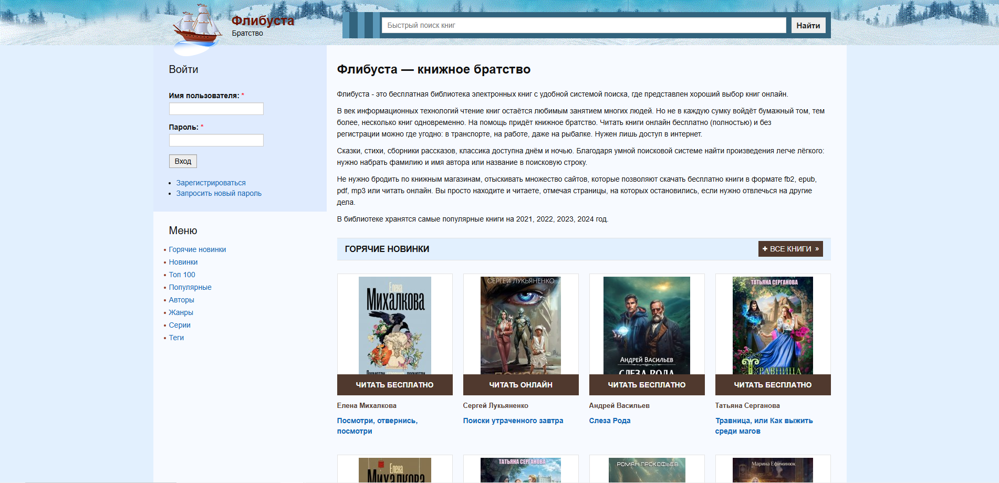 Флибуста
Братство
Быстрый поиск книг
Найти
Войти
Имя пользователя: *
Пароль: *
Вход
Зарегистрироваться
Запросить новый пароль
Меню
Горячие новинки
Новинки
Топ 100
Популярные
Авторы
Жанры
Серии
Теги
Флибуста — книжное братство
Флибуста - это бесплатная библиотека электронных книг с удобной системой поиска, где представлен хороший выбор книг онлайн.
В век информационных технологий чтение книг остаётся любимым занятием многих людей. Но не в каждую сумку войдёт бумажный том, тем
более, несколько книг одновременно. На помощь придёт книжное братство. Читать книги онлайн бесплатно (полностью) и без
регистрации можно где угодно: в транспорте, на работе, даже на рыбалке. Нужен лишь доступ в интернет.
Сказки, стихи, сборники рассказов, классика доступна днём и ночью. Благодаря умной поисковой системе найти произведения легче лёгкого:
нужно набрать фамилию и имя автора или название в поисковую строку.
Не нужно бродить по книжным магазинам, отыскивать множество сайтов, которые позволяют скачать бесплатно книги в формате fb2, epub,
pdf, mp3 или читать онлайн. Вы просто находите и читаете, отмечая страницы, на которых остановились, если нужно отвлечься на другие
дела.
В библиотеке хранятся самые популярные книги на 2021, 2022, 2023, 2024 год.
ГОРЯЧИЕ НОВИНКИ
+ ВСЕ КНИГИ »
Елена
МИХАЛКОВА
ЧИТАТЬ БЕСПЛАТНО
Елена Михалкова
Посмотри, отвернись,
посмотри
СЕРГЕЙ ЛУКЬЯНЕНКО
ЧИТАТЬ ОНЛАЙН
Сергей Лукьяненко
Поиски утраченного завтра
Андрей Васильев
СЛЕЗА РОДА
ЧИТАТЬ БЕСПЛАТНО
Андрей Васильев
Слеза Рода
ТАТЬЯНА СЕРГАНОВА
ТРАВНИЦА
ЧИТАТЬ БЕСПЛАТНО
Татьяна Серганова
Травница, или Как выжить
среди магов
Елена
МИХАЛКОВА
ТАТЬЯНА СЕРГАНОВА
РОМАН ПРОКОФЬЕВ
Марина Ефиминюк